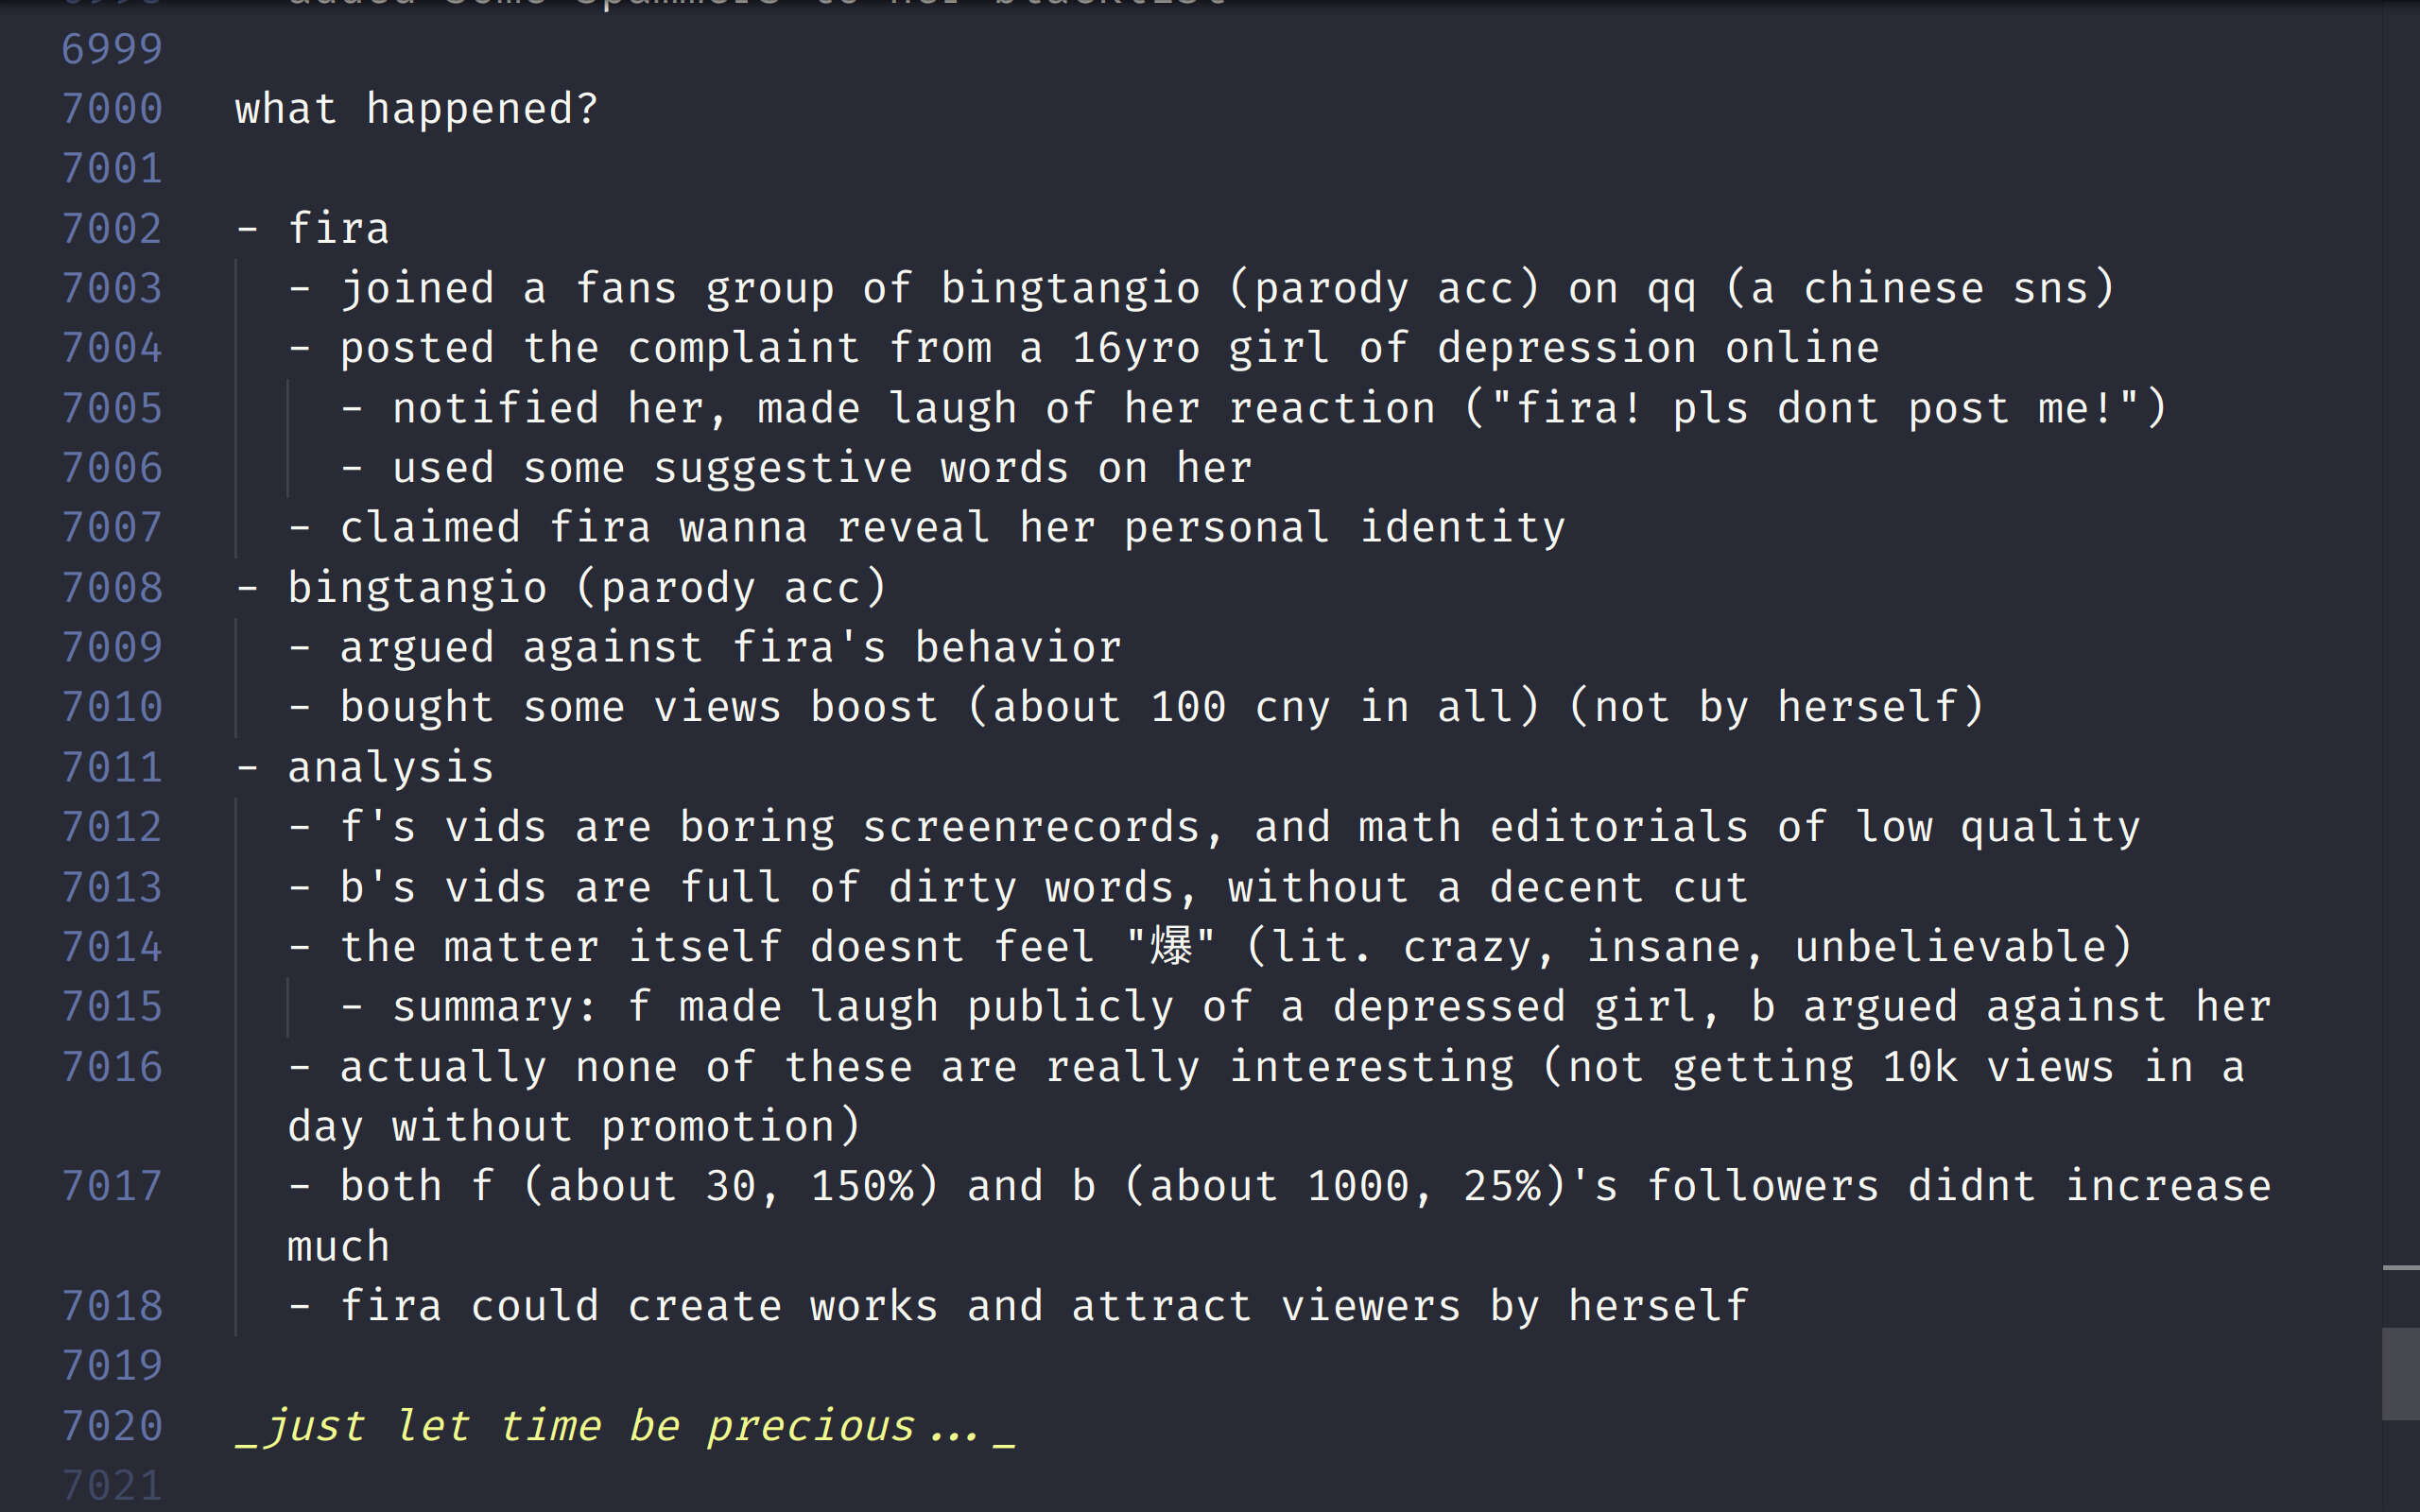 added some spammers to her blacklist
6999
7000 what happened?
7001
7002 - fira
7003 - joined a fans group of bingtangio (parody acc) on qq (a chinese sns)
7004 - posted the complaint from a 16yro girl of depression online
7005 - notified her, made laugh of her reaction ("fira! pls dont post me!")
7006 - used some suggestive words on her
7007 - claimed fira wanna reveal her personal identity
7008 - bingtangio (parody acc)
7009 - argued against fira's behavior
7010 - bought some views boost (about 100 cny in all) (not by herself)
7011 - analysis
7012 - f's vids are boring screenrecords, and math editorials of low quality
7013 - b's vids are full of dirty words, without a decent cut
7014 - the matter itself doesnt feel "爆" (lit. crazy, insane, unbelievable)
7015 - summary: f made laugh publicly of a depressed girl, b argued against her
7016 - actually none of these are really interesting (not getting 10k views in a
day without promotion)
7017 - both f (about 30, 150%) and b (about 1000, 25%)'s followers didnt increase
much
7018 - fira could create works and attract viewers by herself
7019
7020 _just let time be precious..._
7021